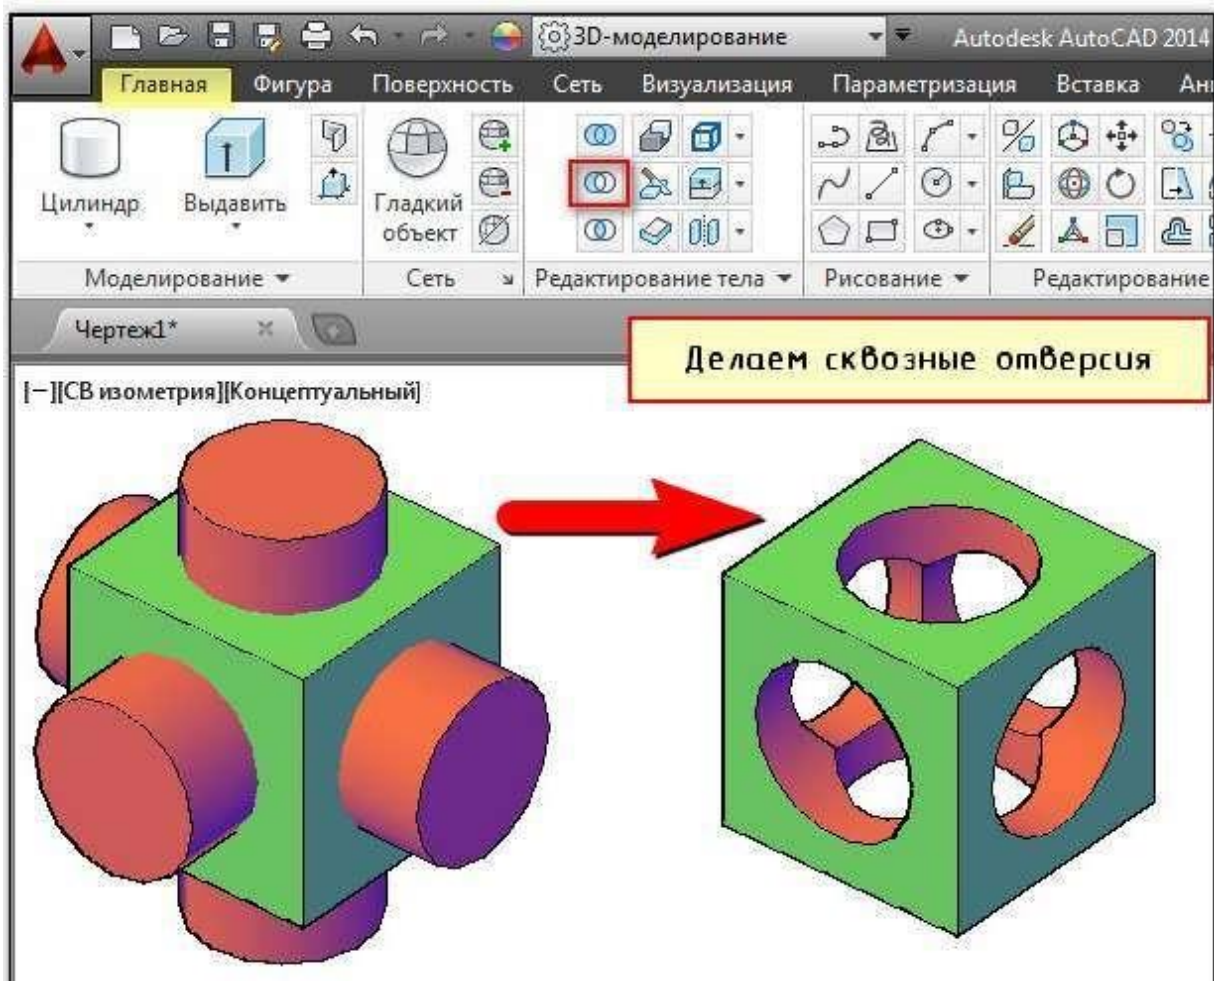 3D-моделирование
Autodesk AutoCAD 2014
Главная Фигура Поверхность Сеть Визуализация Параметризация Вставка
Цилиндр Выдавить Гладкий объект
Моделирование Сеть Редактирование тела Рисование Редактирование
Чертеж1*
Делаем сквозные отверсия
[−][СВ изометрия][Концептуальный]